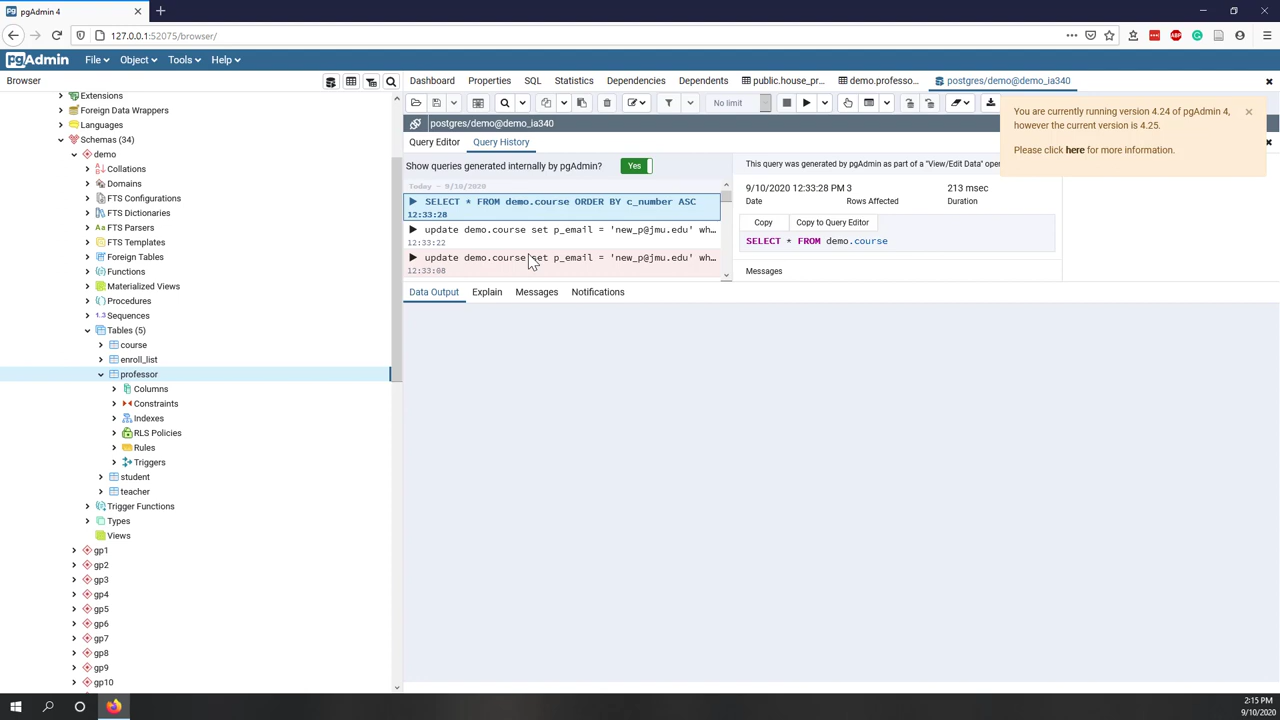 pgAdmin 4
127.0.0.1:52075/browser/
pgAdmin File Object Tools Help
Browser
Dashboard Properties SQL Statistics Dependencies Dependents public.house_pr... demo.professo... postgres/demo@demo_ia340
No limit
postgres/demo@demo_ia340
You are currently running version 4.24 of pgAdmin 4,
however the current version is 4.25.
Please click here for more information.
Query Editor Query History
Show queries generated internally by pgAdmin? Yes
This query was generated by pgAdmin as part of a "View/Edit Data" oper
Today - 9/10/2020
SELECT * FROM demo.course ORDER BY c_number ASC
12:33:28
update demo.course set p_email = 'new_p@jmu.edu' wh…
12:33:22
update demo.course set p_email = 'new_p@jmu.edu' wh…
12:33:08
9/10/2020 12:33:28 PM 3 213 msec
Date Rows Affected Duration
Copy Copy to Query Editor
SELECT * FROM demo.course
Messages
Data Output Explain Messages Notifications
Extensions
Foreign Data Wrappers
Languages
Schemas (34)
demo
Collations
Domains
FTS Configurations
FTS Dictionaries
FTS Parsers
FTS Templates
Foreign Tables
Functions
Materialized Views
Procedures
1..3 Sequences
Tables (5)
course
enroll_list
professor
Columns
Constraints
Indexes
RLS Policies
Rules
Triggers
student
teacher
Trigger Functions
Types
Views
gp1
gp2
gp3
gp4
gp5
gp6
gp7
gp8
gp9
gp10
2:15 PM
9/10/2020